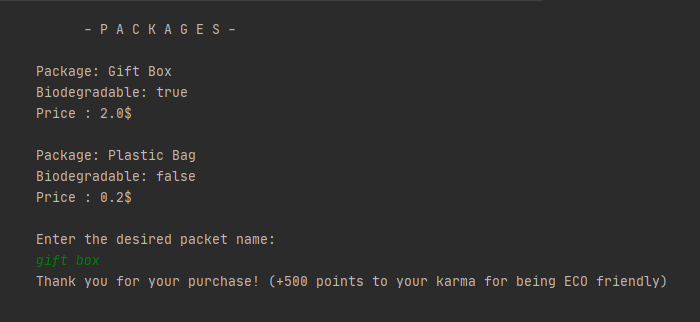 - P A C K A G E S -
Package: Gift Box
Biodegradable: true
Price : 2.0$
Package: Plastic Bag
Biodegradable: false
Price : 0.2$
Enter the desired packet name:
gift box
Thank you for your purchase! (+500 points to your karma for being ECO friendly)